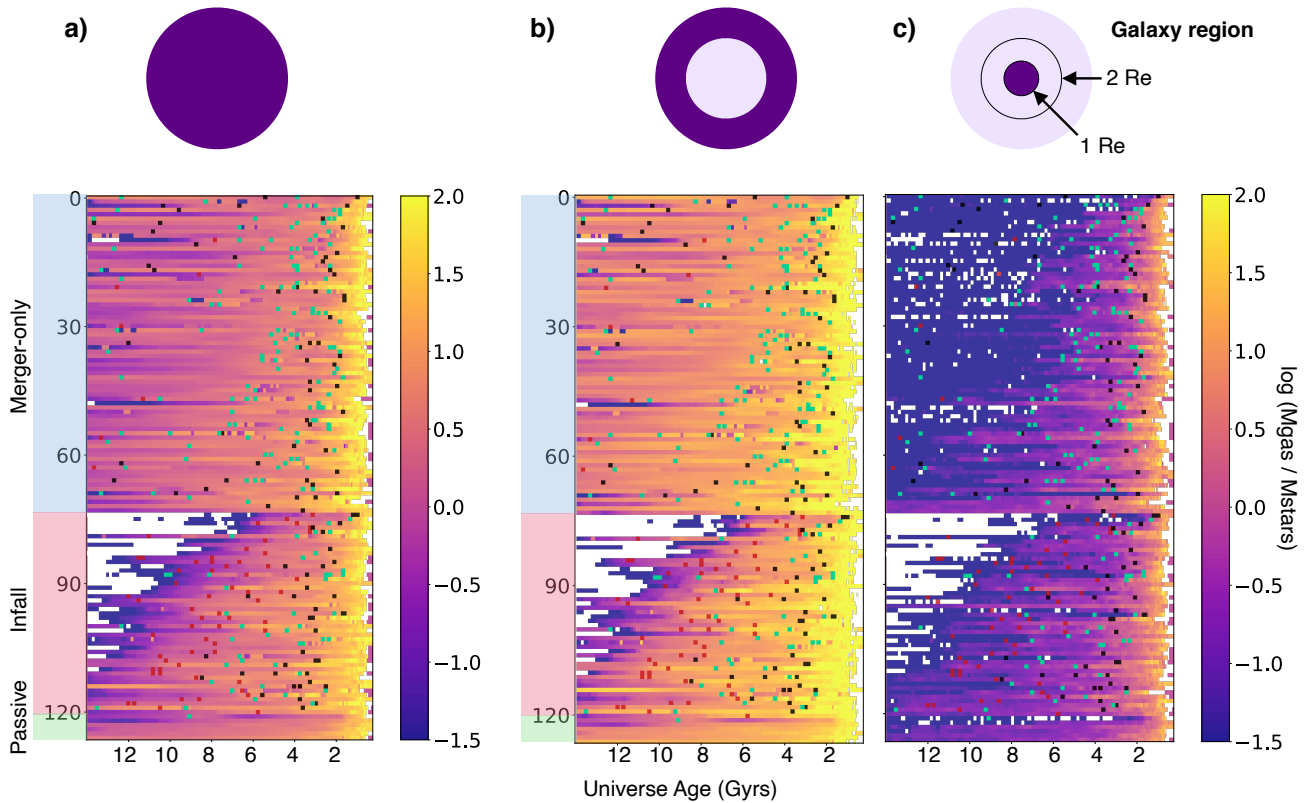 a)
b)
c)
Galaxy region
2 Re
1 Re
Merger-only
Infall
Passive
0
30
60
90
120
12 10 8 6 4 2
2.0
1.5
1.0
0.5
0.0
−0.5
−1.0
−1.5
0
30
60
90
120
12 10 8 6 4 2
12 10 8 6 4 2
2.0
1.5
1.0
0.5
0.0
−0.5
−1.0
−1.5
log (Mgas / Mstars)
Universe Age (Gyrs)